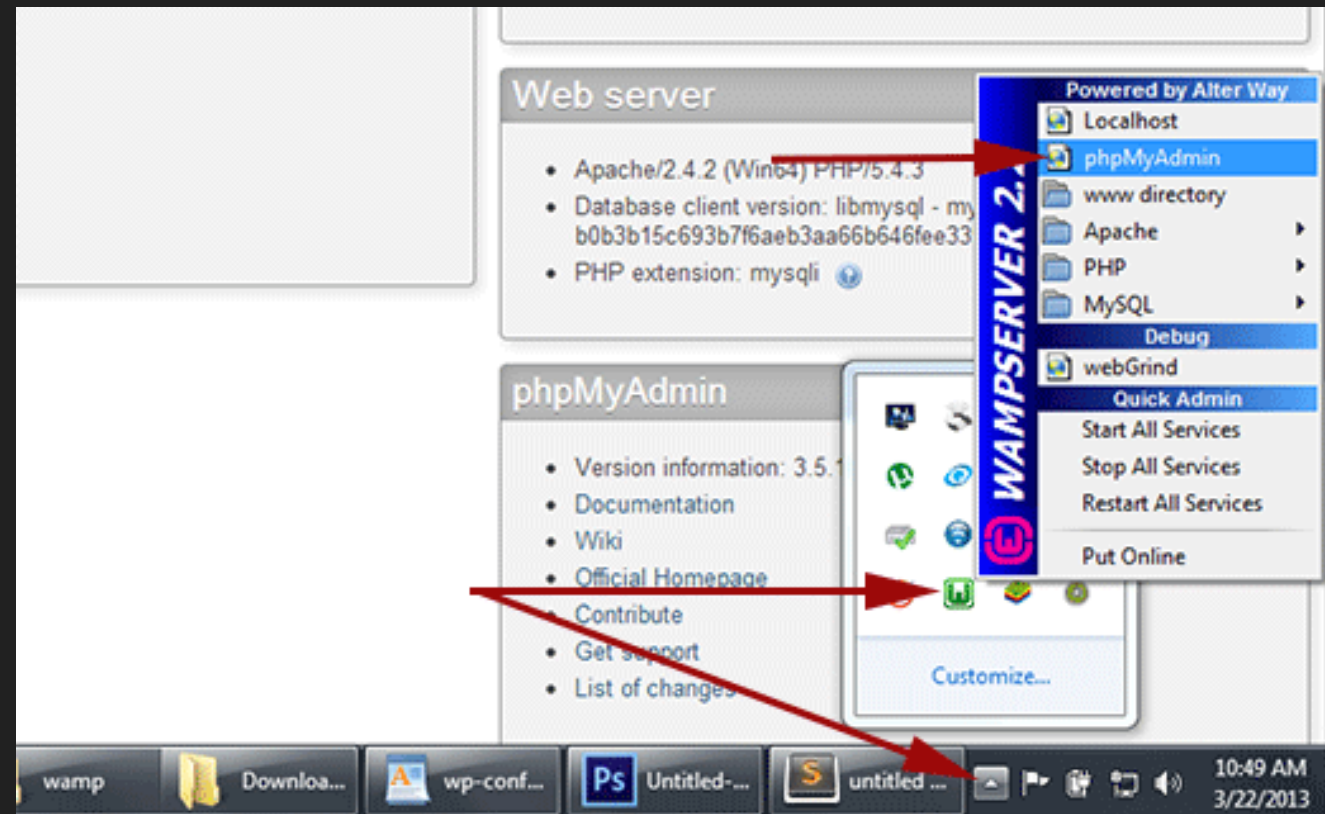 Web server
Apache/2.4.2 (Win64) PHP/5.4.3
Database client version: libmysql - my
b0b3b15c693b7f6aeb3aa66b646fee33
PHP extension: mysqli
phpMyAdmin
Version information: 3.5.1
Documentation
Wiki
Official Homepage
Contribute
Get support
List of changes
WAMPSERVER 2.2
Powered by Alter Way
Localhost
phpMyAdmin
www directory
Apache
PHP
MySQL
Debug
webGrind
Quick Admin
Start All Services
Stop All Services
Restart All Services
Put Online
Customize...
wamp
Downloa...
wp-conf...
Ps Untitled-...
S untitled ...
10:49 AM
3/22/2013